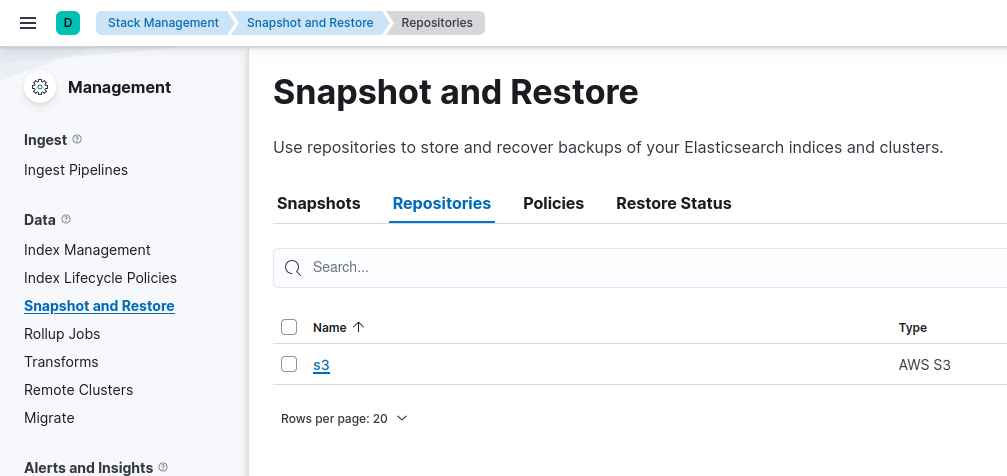 D Stack Management Snapshot and Restore Repositories
Management
Ingest
Ingest Pipelines
Data
Index Management
Index Lifecycle Policies
Snapshot and Restore
Rollup Jobs
Transforms
Remote Clusters
Migrate
Alerts and Insights
Snapshot and Restore
Use repositories to store and recover backups of your Elasticsearch indices and clusters.
Snapshots Repositories Policies Restore Status
Search...
Name Type
s3 AWS S3
Rows per page: 20